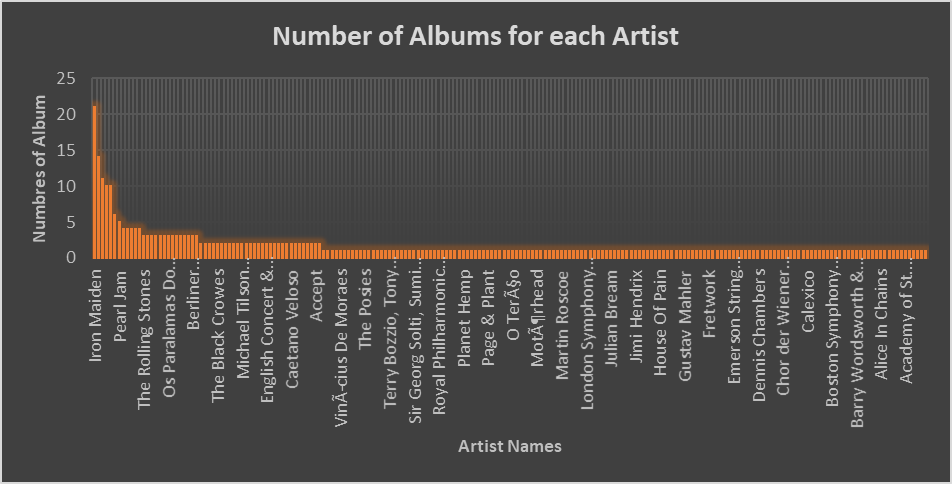 Number of Albums for each Artist
Numbres of Album
25
20
15
10
5
0
Iron Maiden
Pearl Jam
The Rolling Stones
Os Paralamas Do...
Berliner...
The Black Crowes
Michael Tilson...
English Concert &...
Caetano Veloso
Accept
VinÃ-cius De Moraes
The Posies
Terry Bozzio, Tony...
Sir Georg Solti, Sumi...
Royal Philharmonic...
Planet Hemp
Page & Plant
O TerÃ§o
MotÃ¶rhead
Martin Roscoe
London Symphony...
Julian Bream
Jimi Hendrix
House Of Pain
Gustav Mahler
Fretwork
Emerson String...
Dennis Chambers
Chor der Wiener...
Calexico
Boston Symphony...
Barry Wordsworth &...
Alice In Chains
Academy of St....
Artist Names